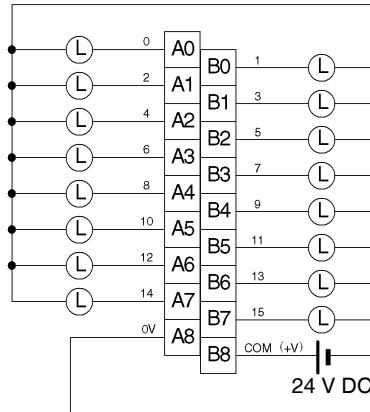 L 0 A0
B0 1 L
L 2 A1
B1 3 L
L 4 A2
B2 5 L
L 6 A3
B3 7 L
L 8 A4
B4 9 L
L 10 A5
B5 11 L
L 12 A6
B6 13 L
L 14 A7
B7 15 L
0V A8
B8 COM (+V)
24 V DC